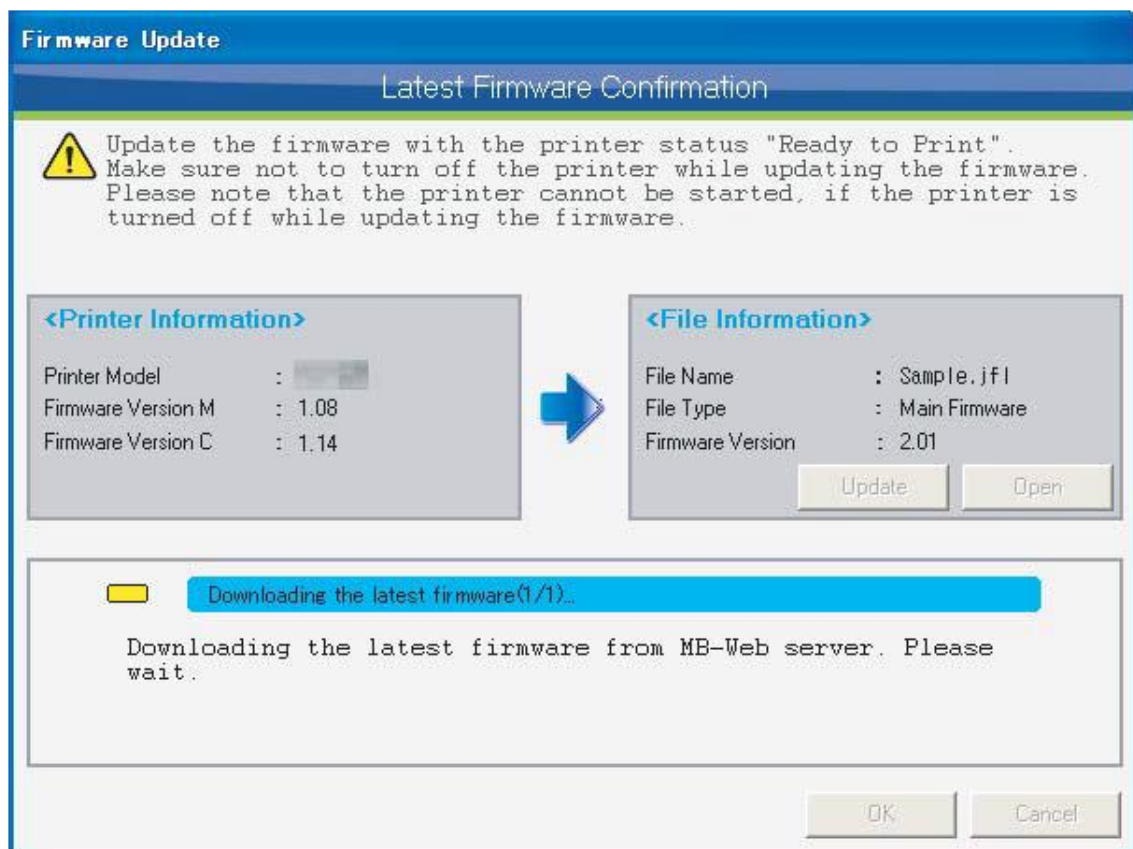 Firmware Update
Latest Firmware Confirmation
Update the firmware with the printer status "Ready to Print".
Make sure not to turn off the printer while updating the firmware.
Please note that the printer cannot be started, if the printer is
turned off while updating the firmware.
<Printer Information>
Printer Model :
Firmware Version M : 1.08
Firmware Version C : 1.14
<File Information>
File Name : Sample.jfl
File Type : Main Firmware
Firmware Version : 2.01
Update Open
Downloading the latest firmware(1/1)...
Downloading the latest firmware from MB-Web server. Please
wait.
OK Cancel